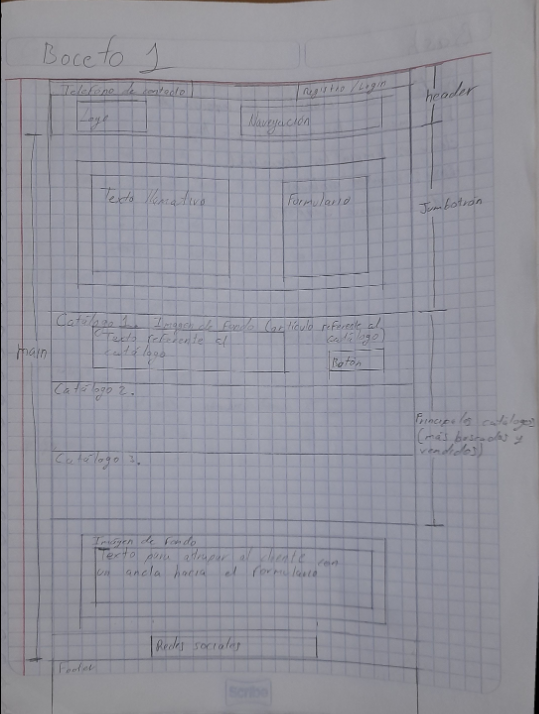 Boceto 1
Teléfono de contacto
Registro / Login
header
Logo
Navegación
Texto llamativo
Formulario
Jumbotrón
Catálogo 1. Imagen de fondo (artículo referente al catálogo)
Texto referente al
catálogo
Botón
main
Catálogo 2.
Principales catálogos
(más buscados y
vendidos)
Catálogo 3.
Imagen de fondo
Texto para atrapar al cliente con
un ancla hacia el formulario
Redes sociales
Footer
Scribe